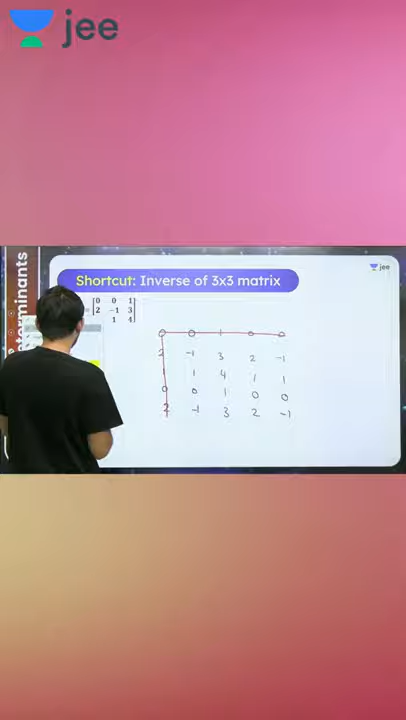 jee
Shortcut: Inverse of 3x3 matrix
jee
terminants
0 0 1
2 -1 3
1 4
0 0 1 0 0
2 -1 3 2 -1
1 4 1 1
0 0 1 0 0
2 -1 3 2 -1